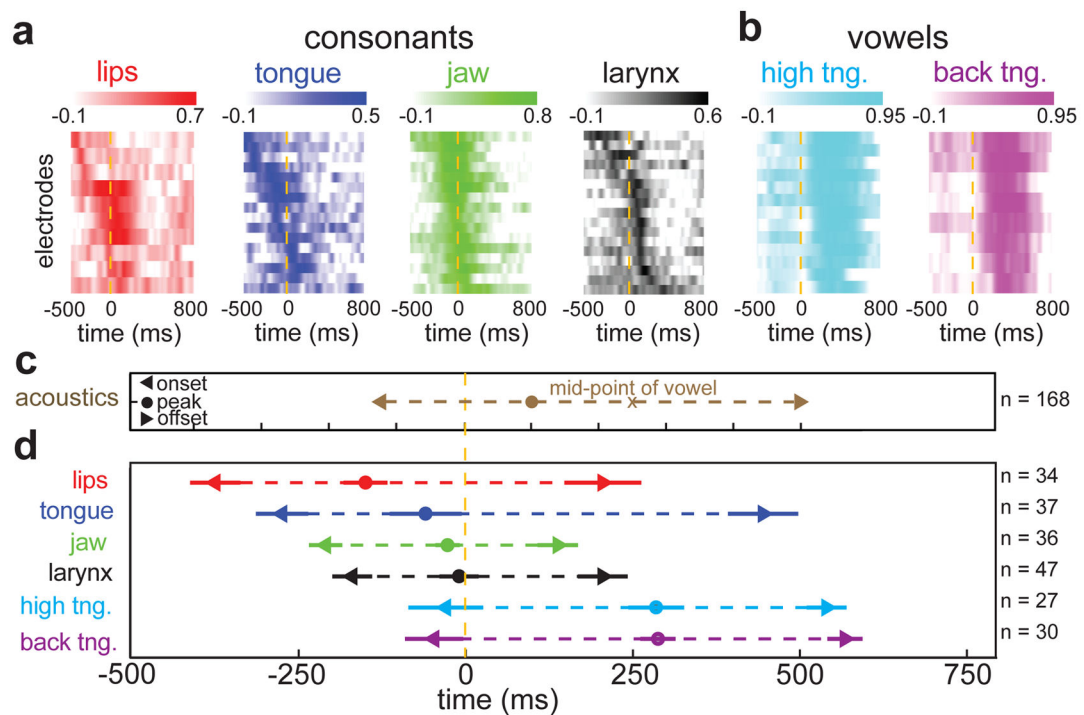 a consonants b vowels
lips tongue jaw larynx high tng. back tng.
-0.1 0.7 -0.1 0.5 -0.1 0.8 -0.1 0.6 -0.1 0.95 -0.1 0.95
electrodes
-500 0 800 -500 0 800 -500 0 800 -500 0 800 -500 0 800 -500 0 800
time (ms) time (ms) time (ms) time (ms) time (ms) time (ms)
c
onset
mid-point of vowel
acoustics peak x n = 168
offset
d
lips n = 34
tongue n = 37
jaw n = 36
larynx n = 47
high tng. n = 27
back tng. n = 30
-500 -250 0 250 500 750
time (ms)